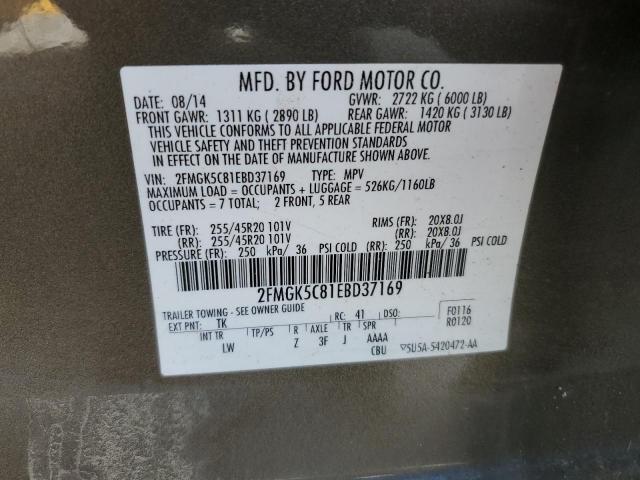 MFD. BY FORD MOTOR CO.
DATE: 08/14 GVWR: 2722 KG ( 6000 LB)
FRONT GAWR: 1311 KG ( 2890 LB) REAR GAWR: 1420 KG ( 3130 LB)
THIS VEHICLE CONFORMS TO ALL APPLICABLE FEDERAL MOTOR
VEHICLE SAFETY AND THEFT PREVENTION STANDARDS
IN EFFECT ON THE DATE OF MANUFACTURE SHOWN ABOVE.
VIN: 2FMGK5C81EBD37169 TYPE: MPV
MAXIMUM LOAD = OCCUPANTS + LUGGAGE = 526KG/1160LB
OCCUPANTS = 7 TOTAL; 2 FRONT, 5 REAR
TIRE (FR): 255/45R20 101V RIMS (FR): 20X8.0J
(RR): 255/45R20 101V (RR): 20X8.0J
PRESSURE (FR): 250 kPa/ 36 PSI COLD (RR): 250 kPa/ 36 PSI COLD
2FMGK5C81EBD37169
TRAILER TOWING - SEE OWNER GUIDE
EXT PNT: TK RC: 41 DSO: F0116
INT TR TP/PS R AXLE TR SPR R0120
LW Z 3F J AAAA
CBU ▽5U5A-5420472-AA